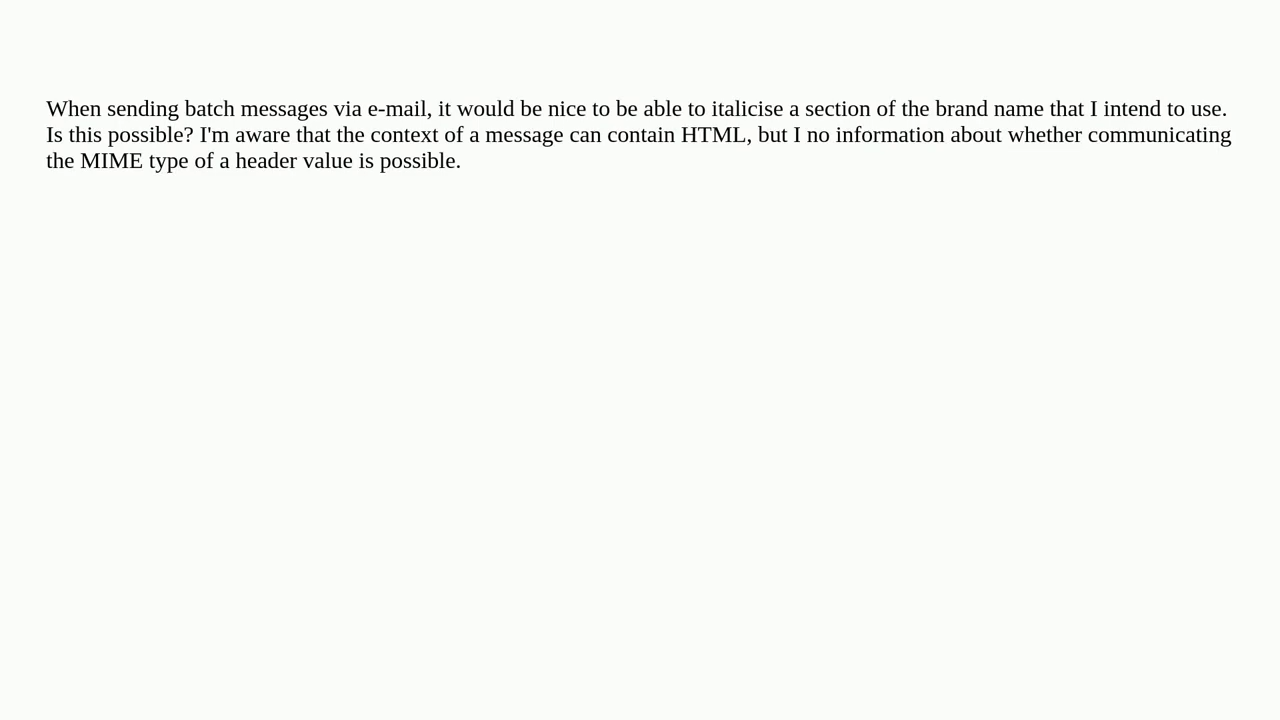 When sending batch messages via e-mail, it would be nice to be able to italicise a section of the brand name that I intend to use.
Is this possible? I'm aware that the context of a message can contain HTML, but I no information about whether communicating
the MIME type of a header value is possible.